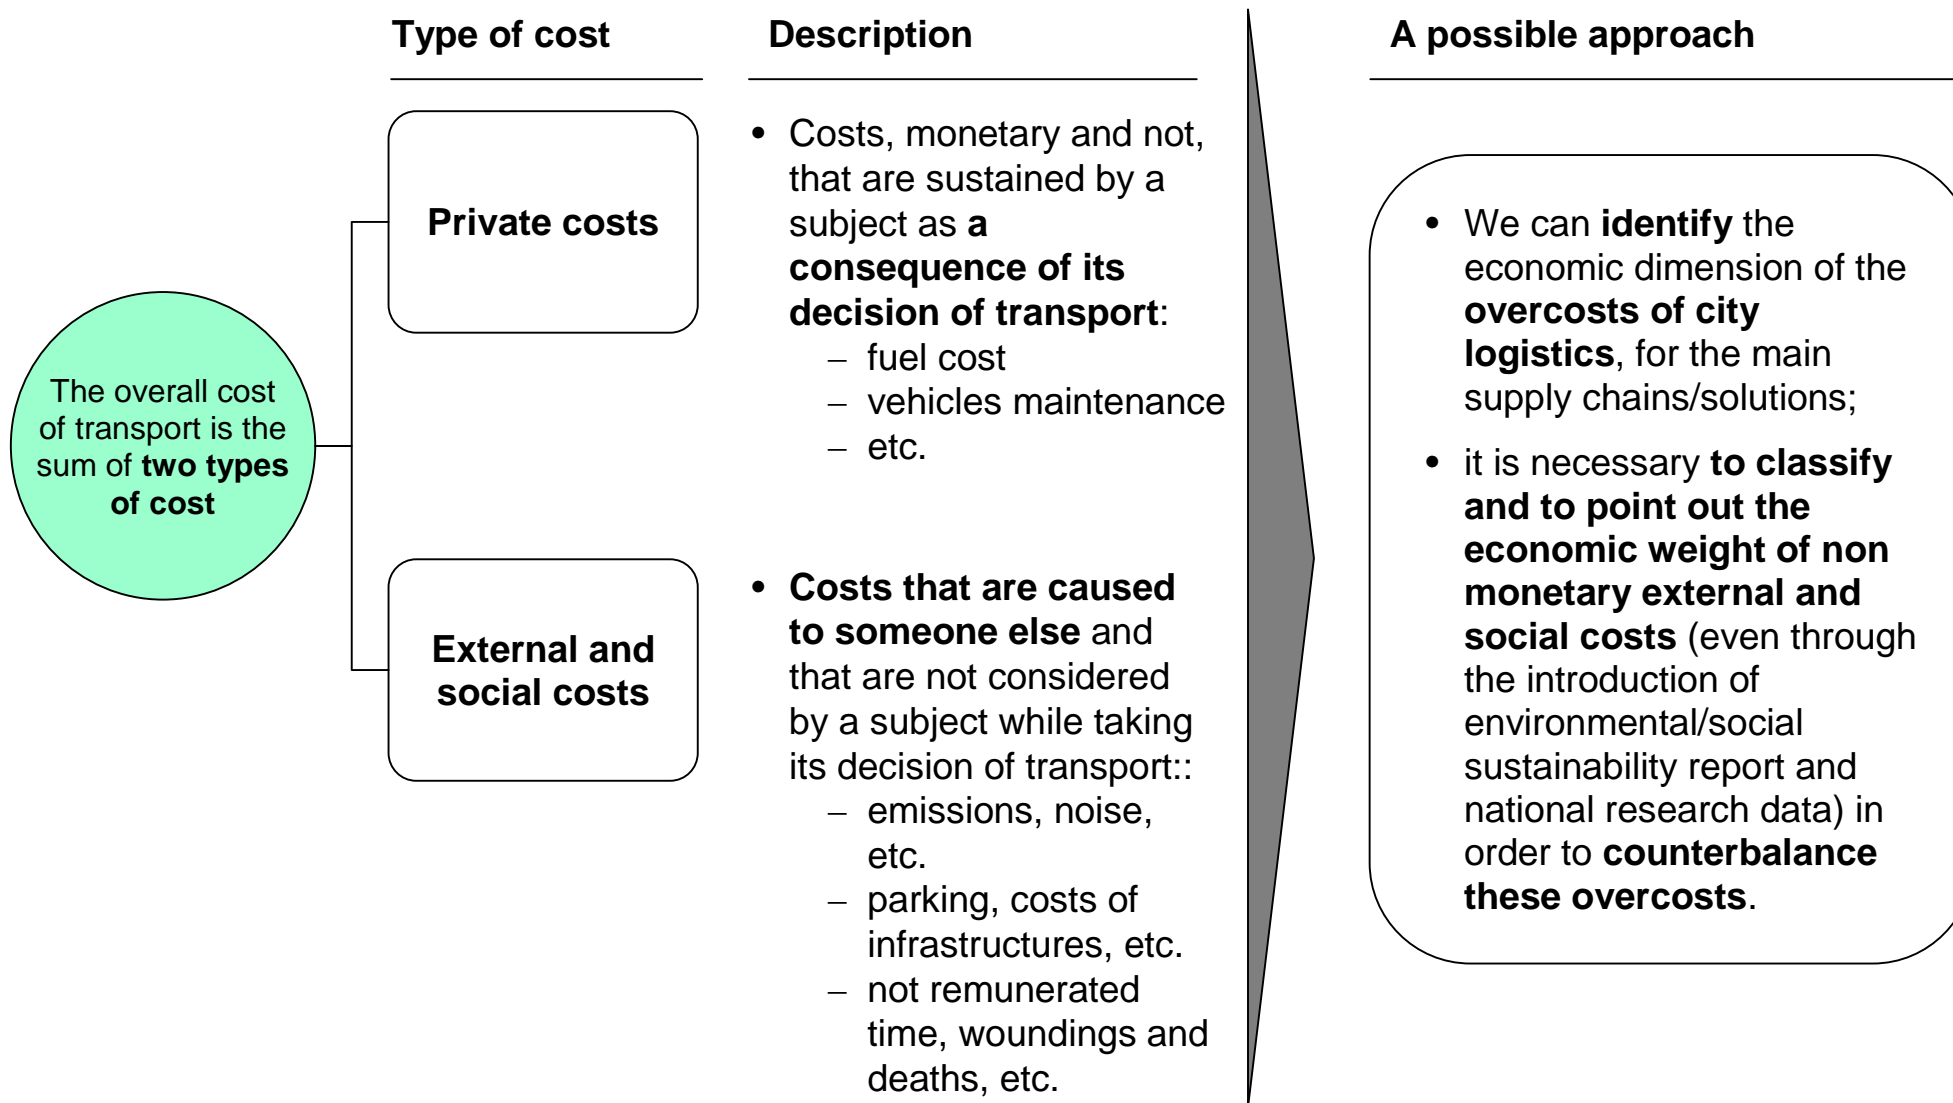 Type of cost
Description
A possible approach
The overall cost
of transport is the
sum of two types
of cost
Private costs
• Costs, monetary and not,
that are sustained by a
subject as a
consequence of its
decision of transport:
– fuel cost
– vehicles maintenance
– etc.
External and
social costs
• Costs that are caused
to someone else and
that are not considered
by a subject while taking
its decision of transport::
– emissions, noise,
etc.
– parking, costs of
infrastructures, etc.
– not remunerated
time, woundings and
deaths, etc.
• We can identify the
economic dimension of the
overcosts of city
logistics, for the main
supply chains/solutions;
• it is necessary to classify
and to point out the
economic weight of non
monetary external and
social costs (even through
the introduction of
environmental/social
sustainability report and
national research data) in
order to counterbalance
these overcosts.